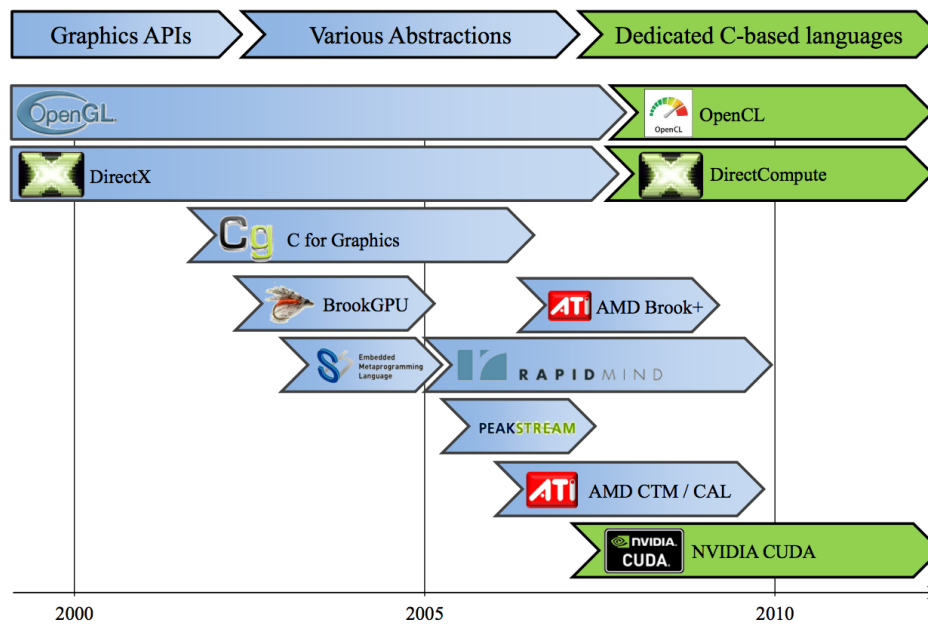 Graphics APIs
Various Abstractions
Dedicated C-based languages
OpenGL
OpenCL
OpenCL
DirectX
DirectCompute
Cg
C for Graphics
BrookGPU
ATI
AMD Brook+
Embedded
Metaprogramming
Language
RAPIDMIND
PEAKSTREAM
ATI
AMD CTM / CAL
NVIDIA
CUDA
NVIDIA CUDA
2000
2005
2010